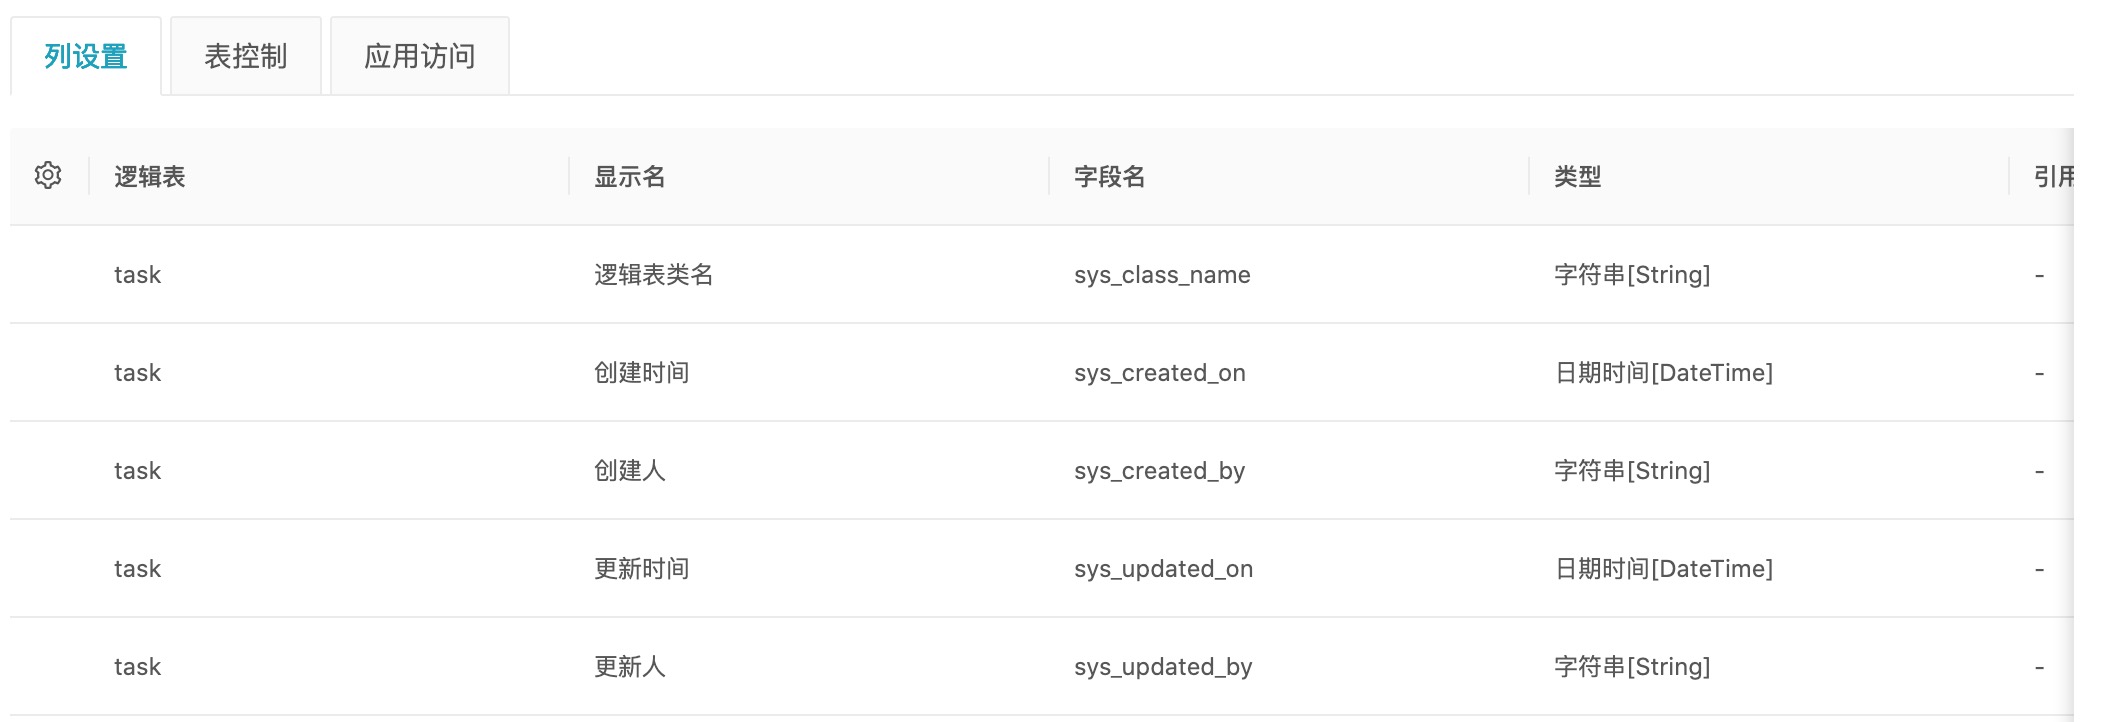 列设置 表控制 应用访问
逻辑表 显示名 字段名 类型 引用
task 逻辑表类名 sys_class_name 字符串[String] -
task 创建时间 sys_created_on 日期时间[DateTime] -
task 创建人 sys_created_by 字符串[String] -
task 更新时间 sys_updated_on 日期时间[DateTime] -
task 更新人 sys_updated_by 字符串[String] -